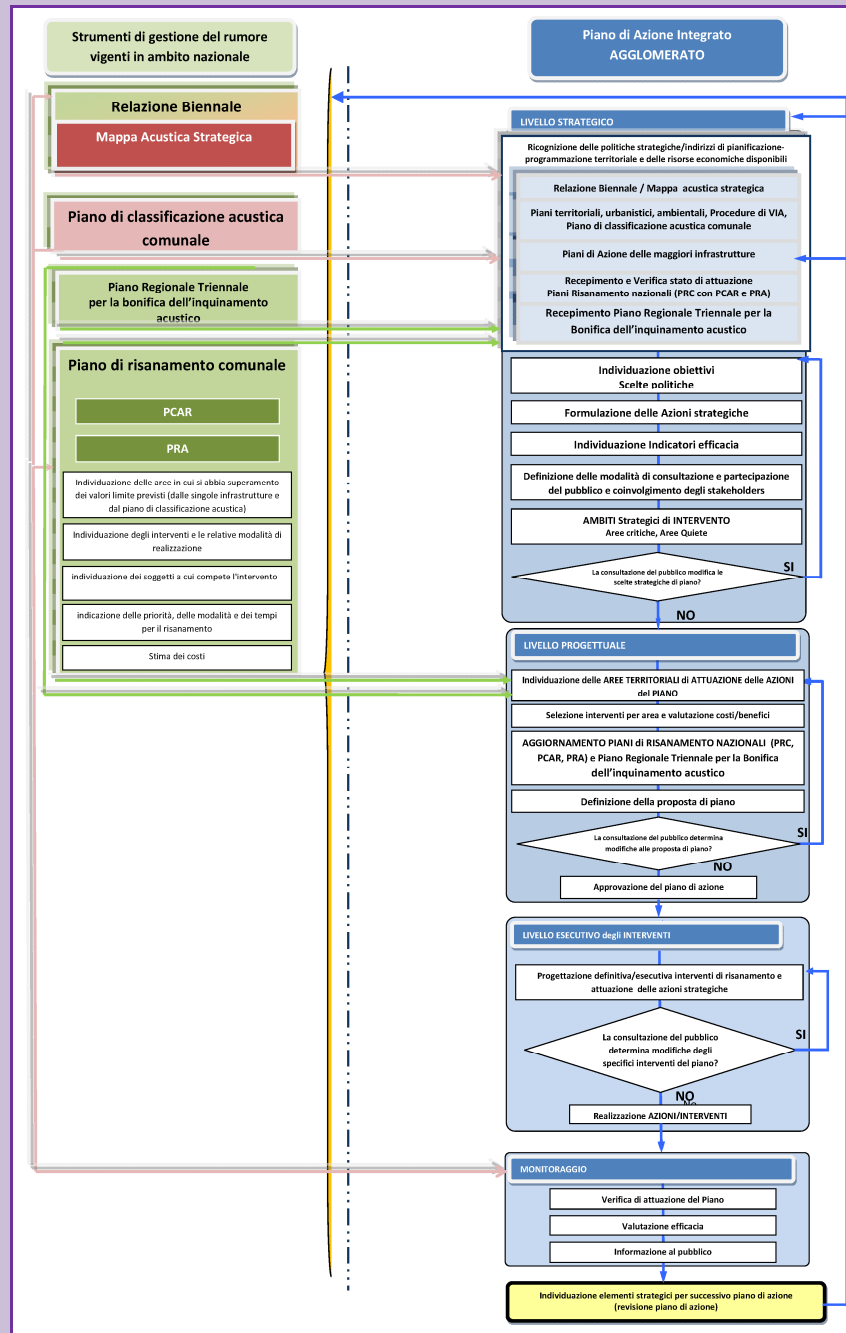 Strumenti di gestione del rumore
vigenti in ambito nazionale
Relazione Biennale
Mappa Acustica Strategica
Piano di classificazione acustica
comunale
Piano Regionale Triennale
per la bonifica dell'inquinamento
acustico
Piano di risanamento comunale
PCAR
PRA
Individuazione delle aree in cui si abbia superamento
dei valori limite previsti (dalle singole infrastrutture e
dal piano di classificazione acustica)
Individuazione degli interventi e le relative modalità di
realizzazione
individuazione dei soggetti a cui compete l'intervento
indicazione delle priorità, delle modalità e dei tempi
per il risanamento
Stima dei costi
Piano di Azione Integrato
AGGLOMERATO
LIVELLO STRATEGICO
Ricognizione delle politiche strategiche/indirizzi di pianificazione-
programmazione territoriale e delle risorse economiche disponibili
Relazione Biennale / Mappa acustica strategica
Piani territoriali, urbanistici, ambientali, Procedure di VIA,
Piano di classificazione acustica comunale
Piani di Azione delle maggiori infrastrutture
Recepimento e Verifica stato di attuazione
Piani Risanamento nazionali (PRC con PCAR e PRA)
Recepimento Piano Regionale Triennale per la
Bonifica dell'inquinamento acustico
Individuazione obiettivi
Scelte politiche
Formulazione delle Azioni strategiche
Individuazione Indicatori efficacia
Definizione delle modalità di consultazione e partecipazione
del pubblico e coinvolgimento degli stakeholders
AMBITI Strategici di INTERVENTO
Aree critiche, Aree Quiete
La consultazione del pubblico modifica le
scelte strategiche di piano?
SI
NO
LIVELLO PROGETTUALE
Individuazione delle AREE TERRITORIALI di ATTUAZIONE delle AZIONI
del PIANO
Selezione interventi per area e valutazione costi/benefici
AGGIORNAMENTO PIANI di RISANAMENTO NAZIONALI (PRC,
PCAR, PRA) e Piano Regionale Triennale per la Bonifica
dell'inquinamento acustico
Definizione della proposta di piano
La consultazione del pubblico determina
modifiche alle proposta di piano?
SI
NO
Approvazione del piano di azione
LIVELLO ESECUTIVO degli INTERVENTI
Progettazione definitiva/esecutiva interventi di risanamento e
attuazione delle azioni strategiche
La consultazione del pubblico
determina modifiche degli
specifici interventi del piano?
SI
NO
No
Realizzazione AZIONI/INTERVENTI
MONITORAGGIO
Verifica di attuazione del Piano
Valutazione efficacia
Informazione al pubblico
Individuazione elementi strategici per successivo piano di azione
(revisione piano di azione)